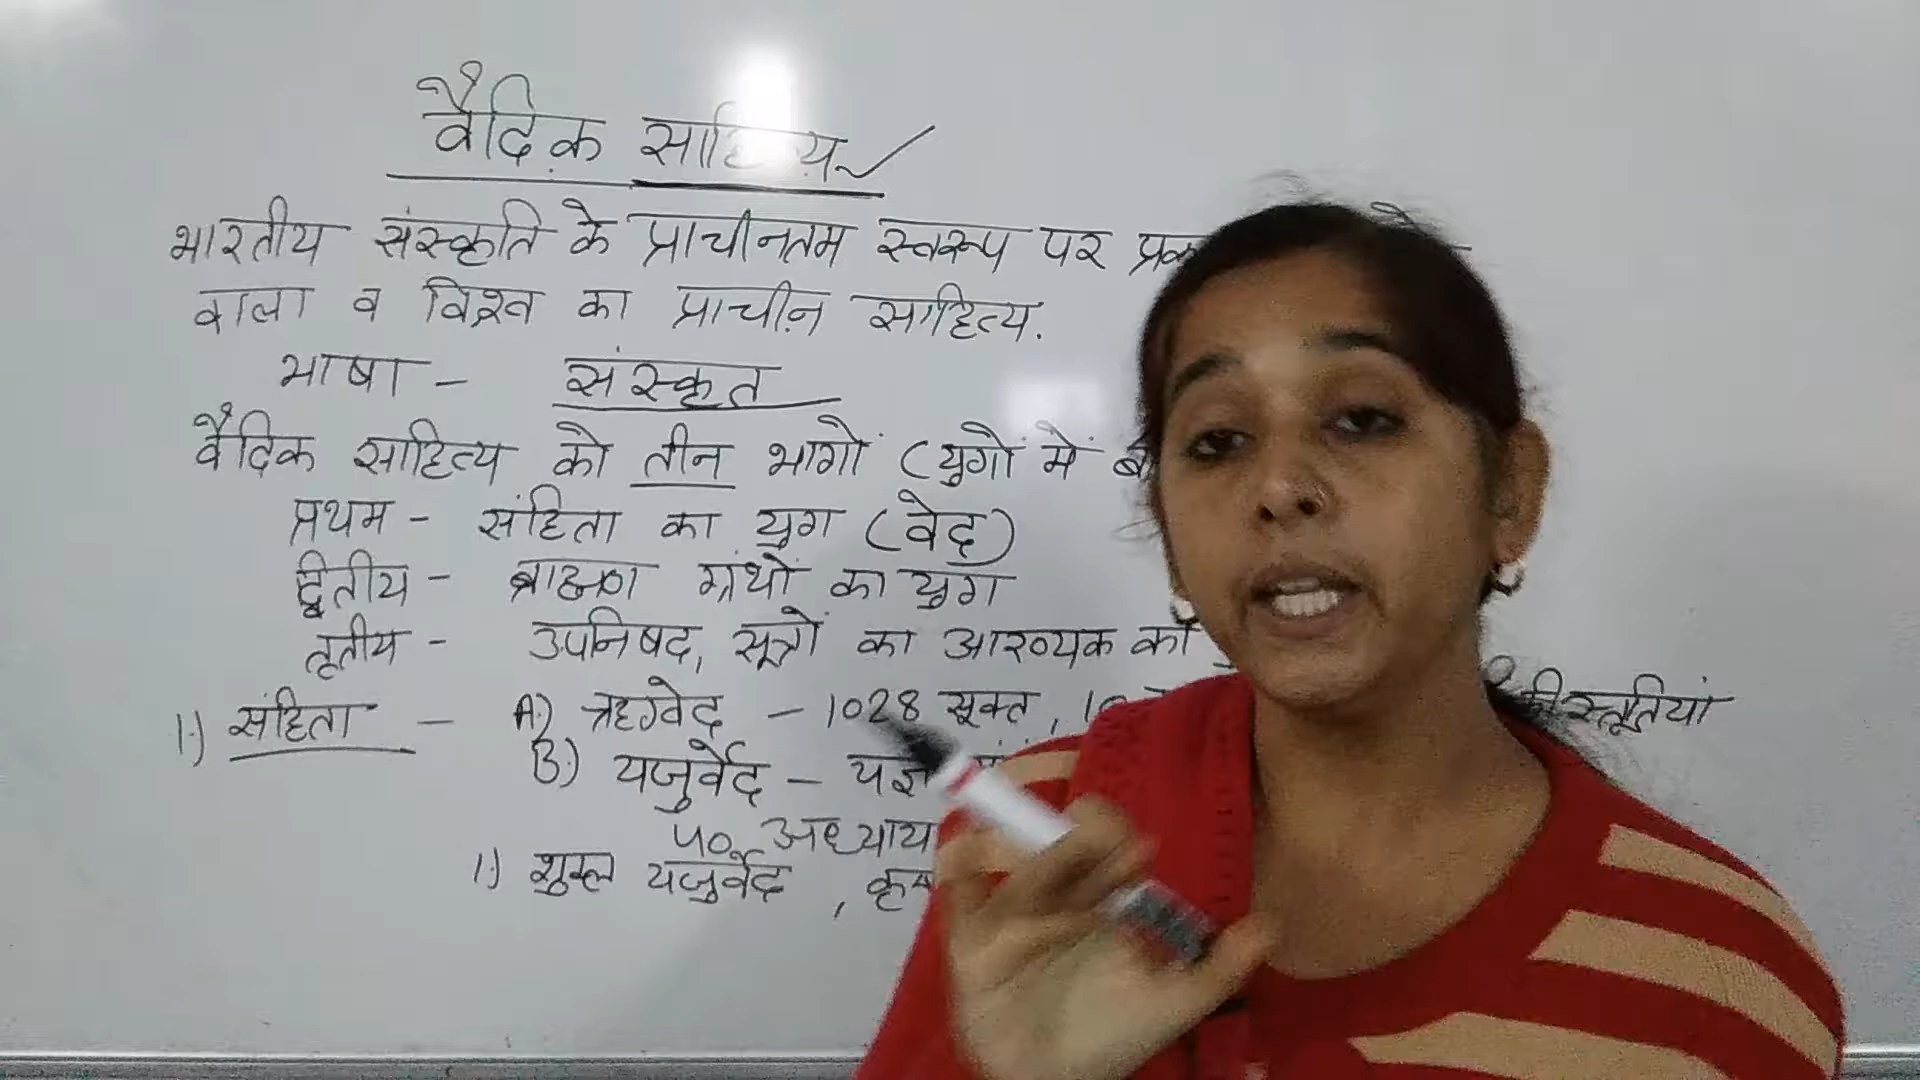 वैदिक साहित्य
भारतीय संस्कृति के प्राचीनतम स्वरूप पर
वाला व विश्व का प्राचीन साहित्य.
भाषा - संस्कृत
वैदिक साहित्य को तीन भागों (युगों में
प्रथम - संहिता का युग (वेद)
द्वितीय - ब्राह्मण ग्रंथों का युग
तृतीय - उपनिषद, सूत्रों का आरण्यक का
1.) संहिता - A.) ऋग्वेद - 1028 सूक्त, की स्तूतियां
B.) यजुर्वेद -
40 अध्याय
1.) शुक्ल यजुर्वेद,